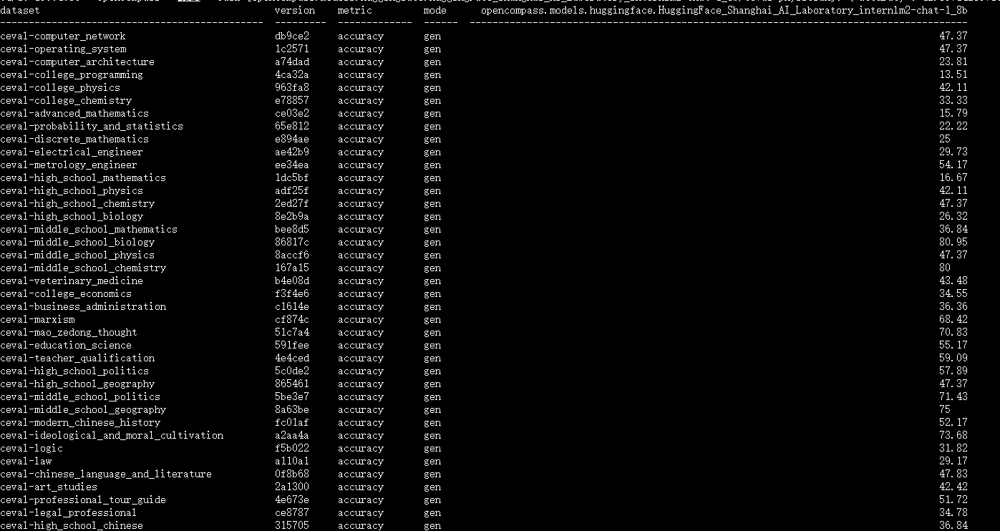 dataset version metric mode opencompass.models.huggingface.HuggingFace_Shanghai_AI_Laboratory_internlm2-chat-1_8b
---------------------------------------------- --------- ------------- ------ ---------------------------------------------------------------------------------------
ceval-computer_network db9ce2 accuracy gen 47.37
ceval-operating_system 1c2571 accuracy gen 47.37
ceval-computer_architecture a74dad accuracy gen 23.81
ceval-college_programming 4ca32a accuracy gen 13.51
ceval-college_physics 963fa8 accuracy gen 42.11
ceval-college_chemistry e78857 accuracy gen 33.33
ceval-advanced_mathematics ce03e2 accuracy gen 15.79
ceval-probability_and_statistics 65e812 accuracy gen 22.22
ceval-discrete_mathematics e894ae accuracy gen 25
ceval-electrical_engineer ae42b9 accuracy gen 29.73
ceval-metrology_engineer ee34ea accuracy gen 54.17
ceval-high_school_mathematics 1dc5bf accuracy gen 16.67
ceval-high_school_physics adf25f accuracy gen 42.11
ceval-high_school_chemistry 2ed27f accuracy gen 47.37
ceval-high_school_biology 8e2b9a accuracy gen 26.32
ceval-middle_school_mathematics bee8d5 accuracy gen 36.84
ceval-middle_school_biology 86817c accuracy gen 80.95
ceval-middle_school_physics 8accf6 accuracy gen 47.37
ceval-middle_school_chemistry 167a15 accuracy gen 80
ceval-veterinary_medicine b4e08d accuracy gen 43.48
ceval-college_economics f3f4e6 accuracy gen 34.55
ceval-business_administration c1614e accuracy gen 36.36
ceval-marxism cf874c accuracy gen 68.42
ceval-mao_zedong_thought 51c7a4 accuracy gen 70.83
ceval-education_science 591fee accuracy gen 55.17
ceval-teacher_qualification 4e4ced accuracy gen 59.09
ceval-high_school_politics 5c0de2 accuracy gen 57.89
ceval-high_school_geography 865461 accuracy gen 47.37
ceval-middle_school_politics 5be3e7 accuracy gen 71.43
ceval-middle_school_geography 8a63be accuracy gen 75
ceval-modern_chinese_history fc01af accuracy gen 52.17
ceval-ideological_and_moral_cultivation a2aa4a accuracy gen 73.68
ceval-logic f5b022 accuracy gen 31.82
ceval-law a110a1 accuracy gen 29.17
ceval-chinese_language_and_literature 0f8b68 accuracy gen 47.83
ceval-art_studies 2a1300 accuracy gen 42.42
ceval-professional_tour_guide 4e673e accuracy gen 51.72
ceval-legal_professional ce8787 accuracy gen 34.78
ceval-high_school_chinese 315705 accuracy gen 36.84